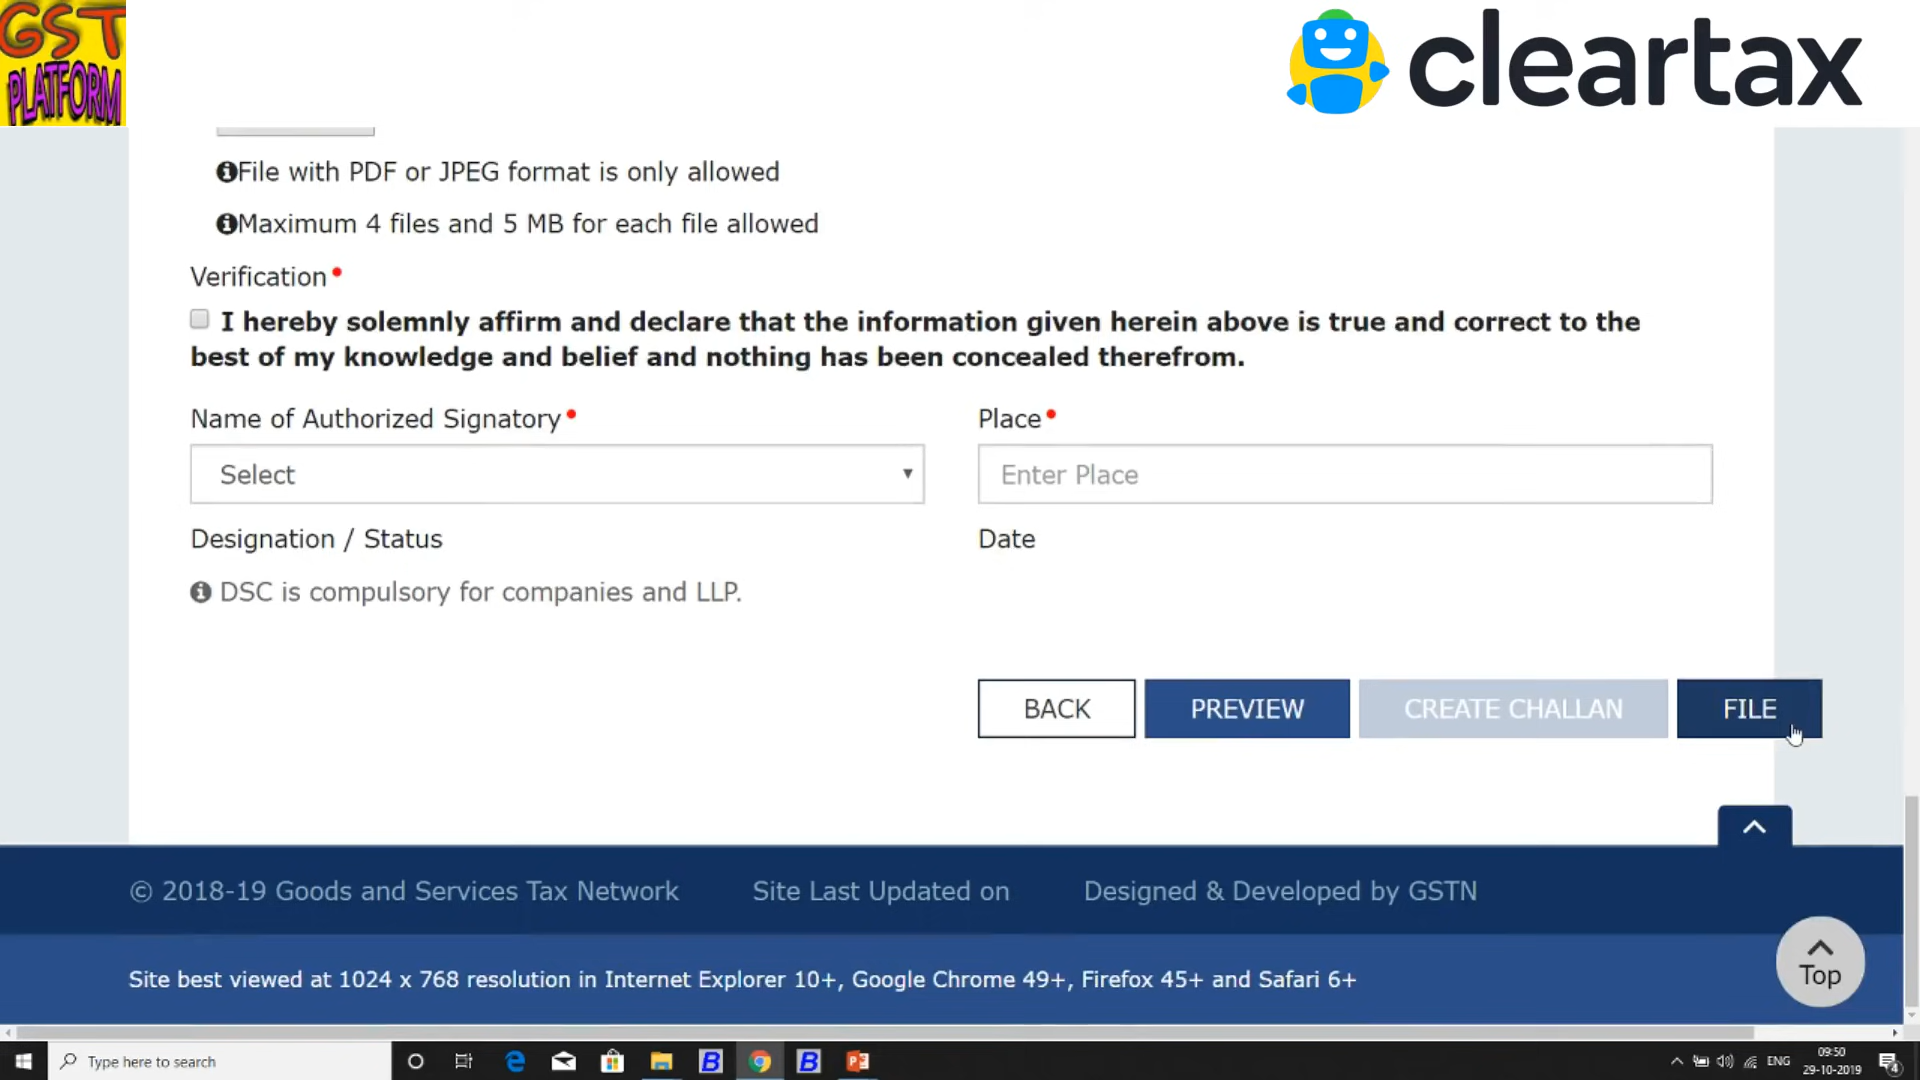 GST
PLATFORM
cleartax
File with PDF or JPEG format is only allowed
Maximum 4 files and 5 MB for each file allowed
Verification
I hereby solemnly affirm and declare that the information given herein above is true and correct to the
best of my knowledge and belief and nothing has been concealed therefrom.
Name of Authorized Signatory
Place
Select
Enter Place
Designation / Status
Date
DSC is compulsory for companies and LLP.
BACK
PREVIEW
CREATE CHALLAN
FILE
© 2018-19 Goods and Services Tax Network
Site Last Updated on
Designed & Developed by GSTN
Site best viewed at 1024 x 768 resolution in Internet Explorer 10+, Google Chrome 49+, Firefox 45+ and Safari 6+
Top
Type here to search
ENG
09:50
29-10-2019
4